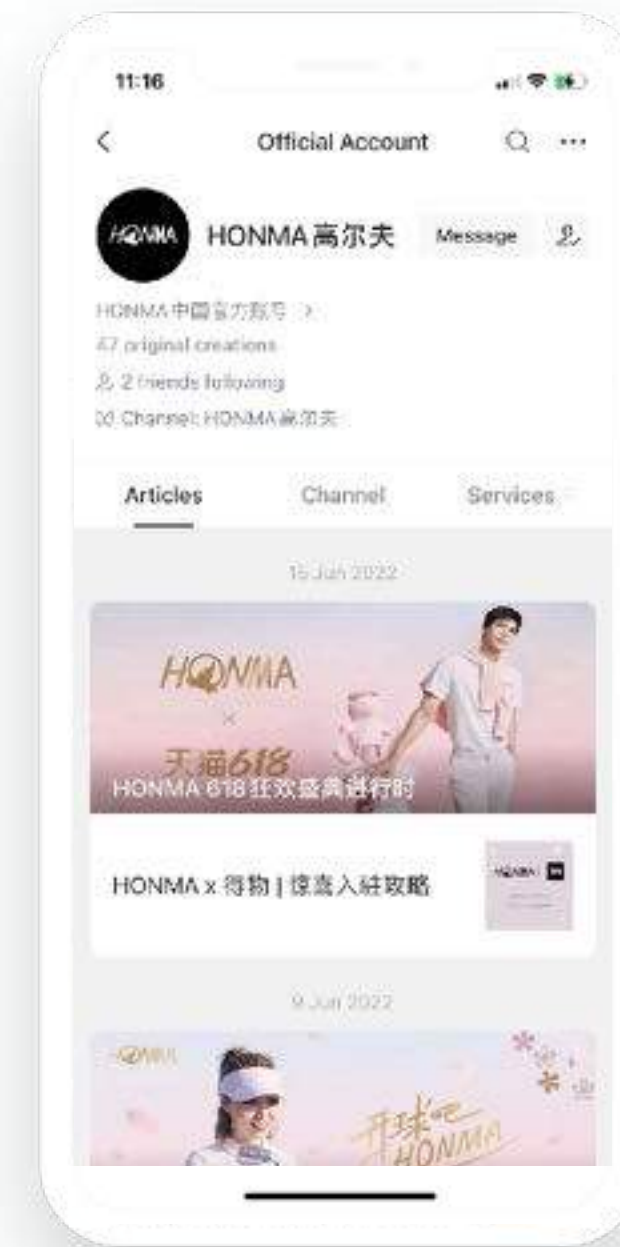 11:16
Official Account
HONMA
HONMA高尔夫
Message
HONMA中国官方账号 >
47 original creations
2 friends following
Channel: HONMA高尔夫
Articles
Channel
Services
15 Jun 2022
HONMA
×
天猫618
HONMA 618狂欢盛典进行时
HONMA x 得物 | 惊喜入驻攻略
HONMA
9 Jun 2022
HONMA
开球吧
HONMA